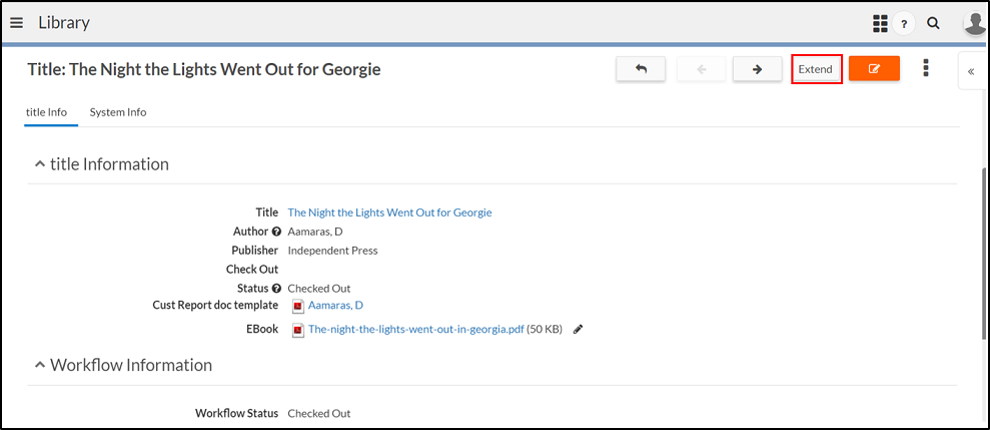 Library
?
Title: The Night the Lights Went Out for Georgie
Extend
«
title Info System Info
title Information
Title The Night the Lights Went Out for Georgie
Author ? Aamaras, D
Publisher Independent Press
Check Out
Status ? Checked Out
Cust Report doc template Aamaras, D
EBook The-night-the-lights-went-out-in-georgia.pdf (50 KB)
Workflow Information
Workflow Status Checked Out